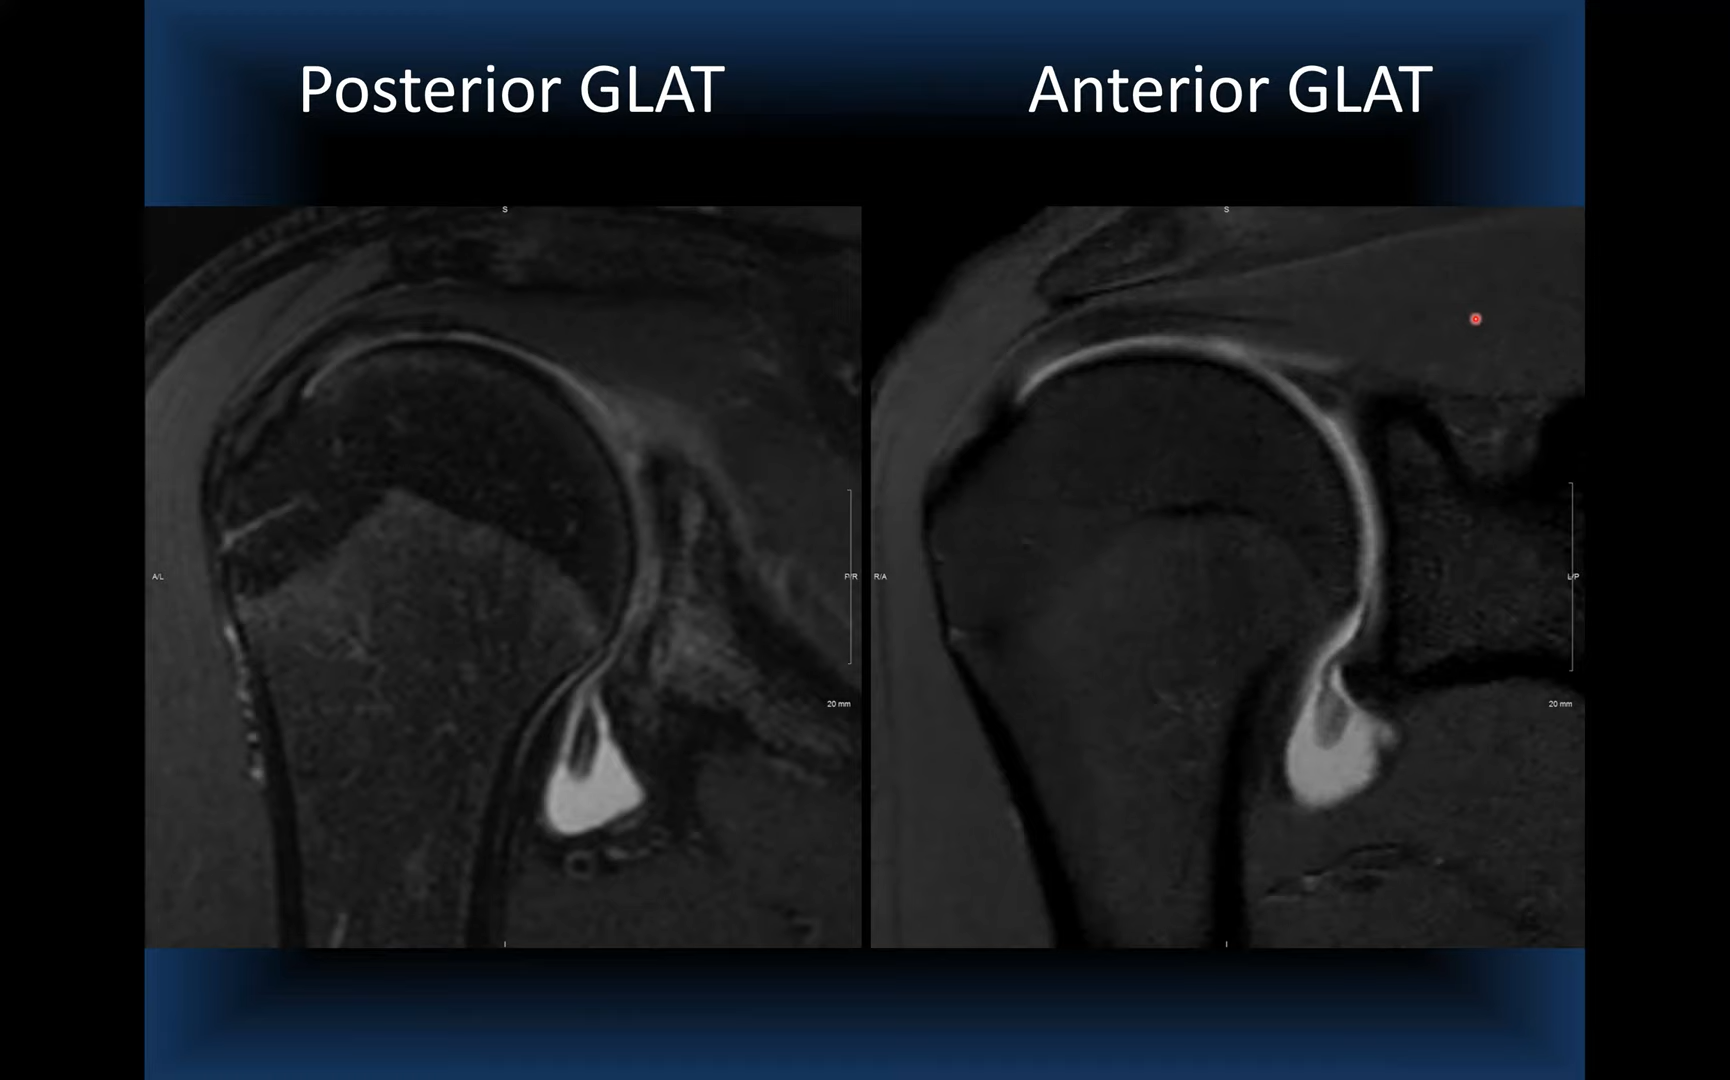 Posterior GLAT
Anterior GLAT
S
S
A/L
P/R
R/A
L/P
20 mm
20 mm
I
I